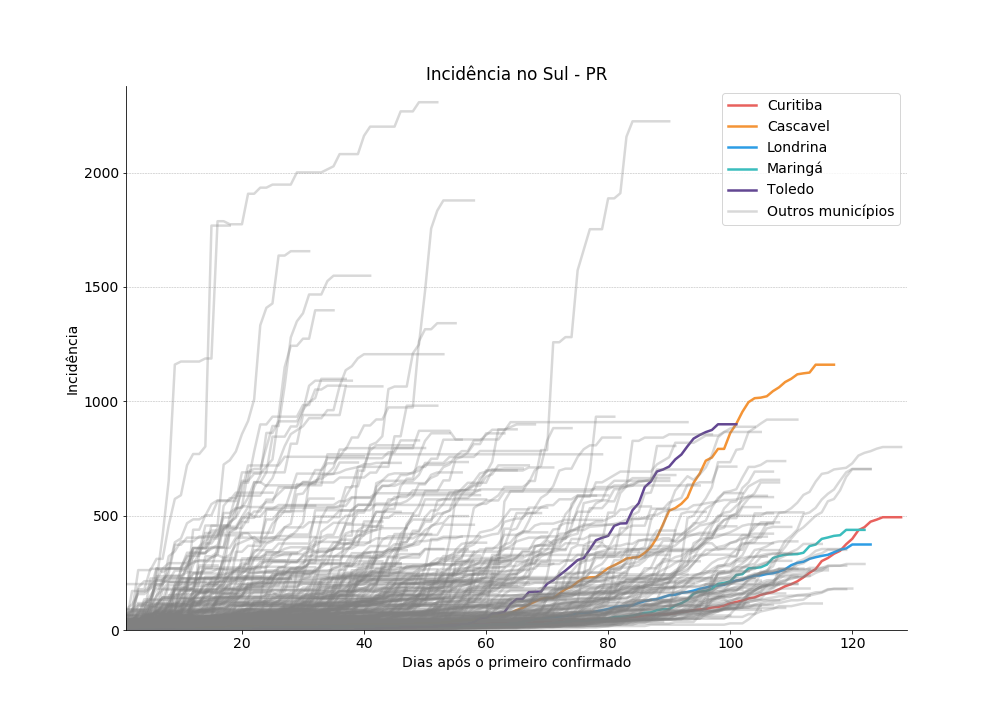 Incidência no Sul - PR
Curitiba
Cascavel
Londrina
Maringá
Toledo
Outros municípios
Incidência
2000
1500
1000
500
0
20 40 60 80 100 120
Dias após o primeiro confirmado